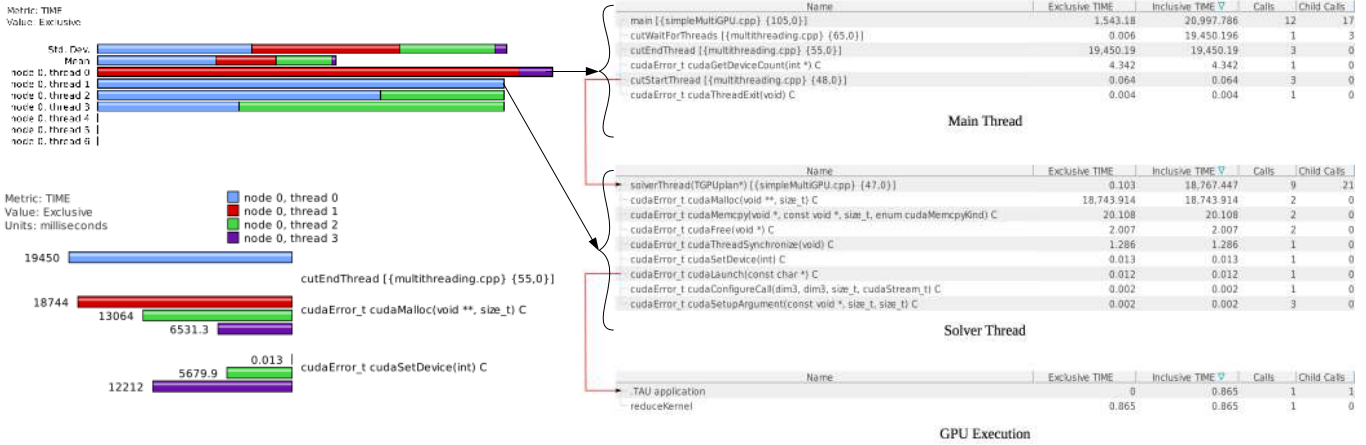 Metric: TIME
Value: Exclusive
Std. Dev.
Mean
node 0, thread 0
node 0, thread 1
node 0, thread 2
node 0, thread 3
node 0, thread 4
node 0, thread 5
node 0, thread 6
Metric: TIME
Value: Exclusive
Units: milliseconds
node 0, thread 0
node 0, thread 1
node 0, thread 2
node 0, thread 3
19450
cutEndThread [{multithreading.cpp} {55,0}]
18744
13064
6531.3
cudaError_t cudaMalloc(void **, size_t) C
0.013
5679.9
12212
cudaError_t cudaSetDevice(int) C
Name Exclusive TIME Inclusive TIME ∇ Calls Child Calls
main [{simpleMultiGPU.cpp} {105,0}] 1,543.18 20,997.786 12 17
cutWaitForThreads [{multithreading.cpp} {65,0}] 0.006 19,450.196 1 3
cutEndThread [{multithreading.cpp} {55,0}] 19,450.19 19,450.19 3 0
cudaError_t cudaGetDeviceCount(int *) C 4.342 4.342 1 0
cutStartThread [{multithreading.cpp} {48,0}] 0.064 0.064 3 0
cudaError_t cudaThreadExit(void) C 0.004 0.004 1 0
Main Thread
Name Exclusive TIME Inclusive TIME ∇ Calls Child Calls
solverThread(TGPUplan*) [{simpleMultiGPU.cpp} {47,0}] 0.103 18,767.447 9 21
cudaError_t cudaMalloc(void **, size_t) C 18,743.914 18,743.914 2 0
cudaError_t cudaMemcpy(void *, const void *, size_t, enum cudaMemcpyKind) C 20.108 20.108 2 0
cudaError_t cudaFree(void *) C 2.007 2.007 2 0
cudaError_t cudaThreadSynchronize(void) C 1.286 1.286 1 0
cudaError_t cudaSetDevice(int) C 0.013 0.013 1 0
cudaError_t cudaLaunch(const char *) C 0.012 0.012 1 0
cudaError_t cudaConfigureCall(dim3, dim3, size_t, cudaStream_t) C 0.002 0.002 1 0
cudaError_t cudaSetupArgument(const void *, size_t, size_t) C 0.002 0.002 3 0
Solver Thread
Name Exclusive TIME Inclusive TIME ∇ Calls Child Calls
.TAU application 0 0.865 1 1
reduceKernel 0.865 0.865 1 0
GPU Execution